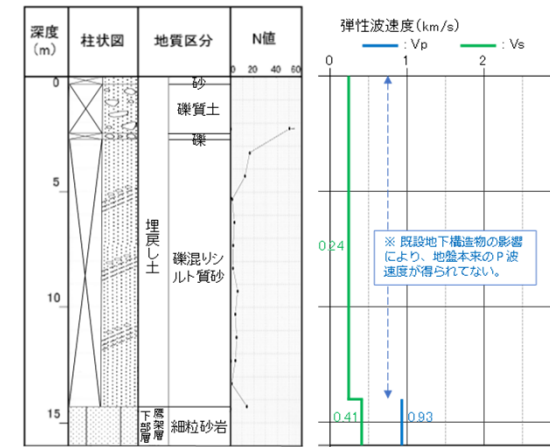 深度
(m)
柱状図
地質区分
N値
0 20 40 60
0
5
10
15
砂
礫質土
礫
埋戻し土
礫混りシ
ルト質砂
鷹架層
下部層
細粒砂岩
弾性波速度(km/s)
: Vp
: Vs
0
1
2
0.24
※ 既設地下構造物の影響
により、地盤本来のP波
速度が得られてない。
0.41
0.93